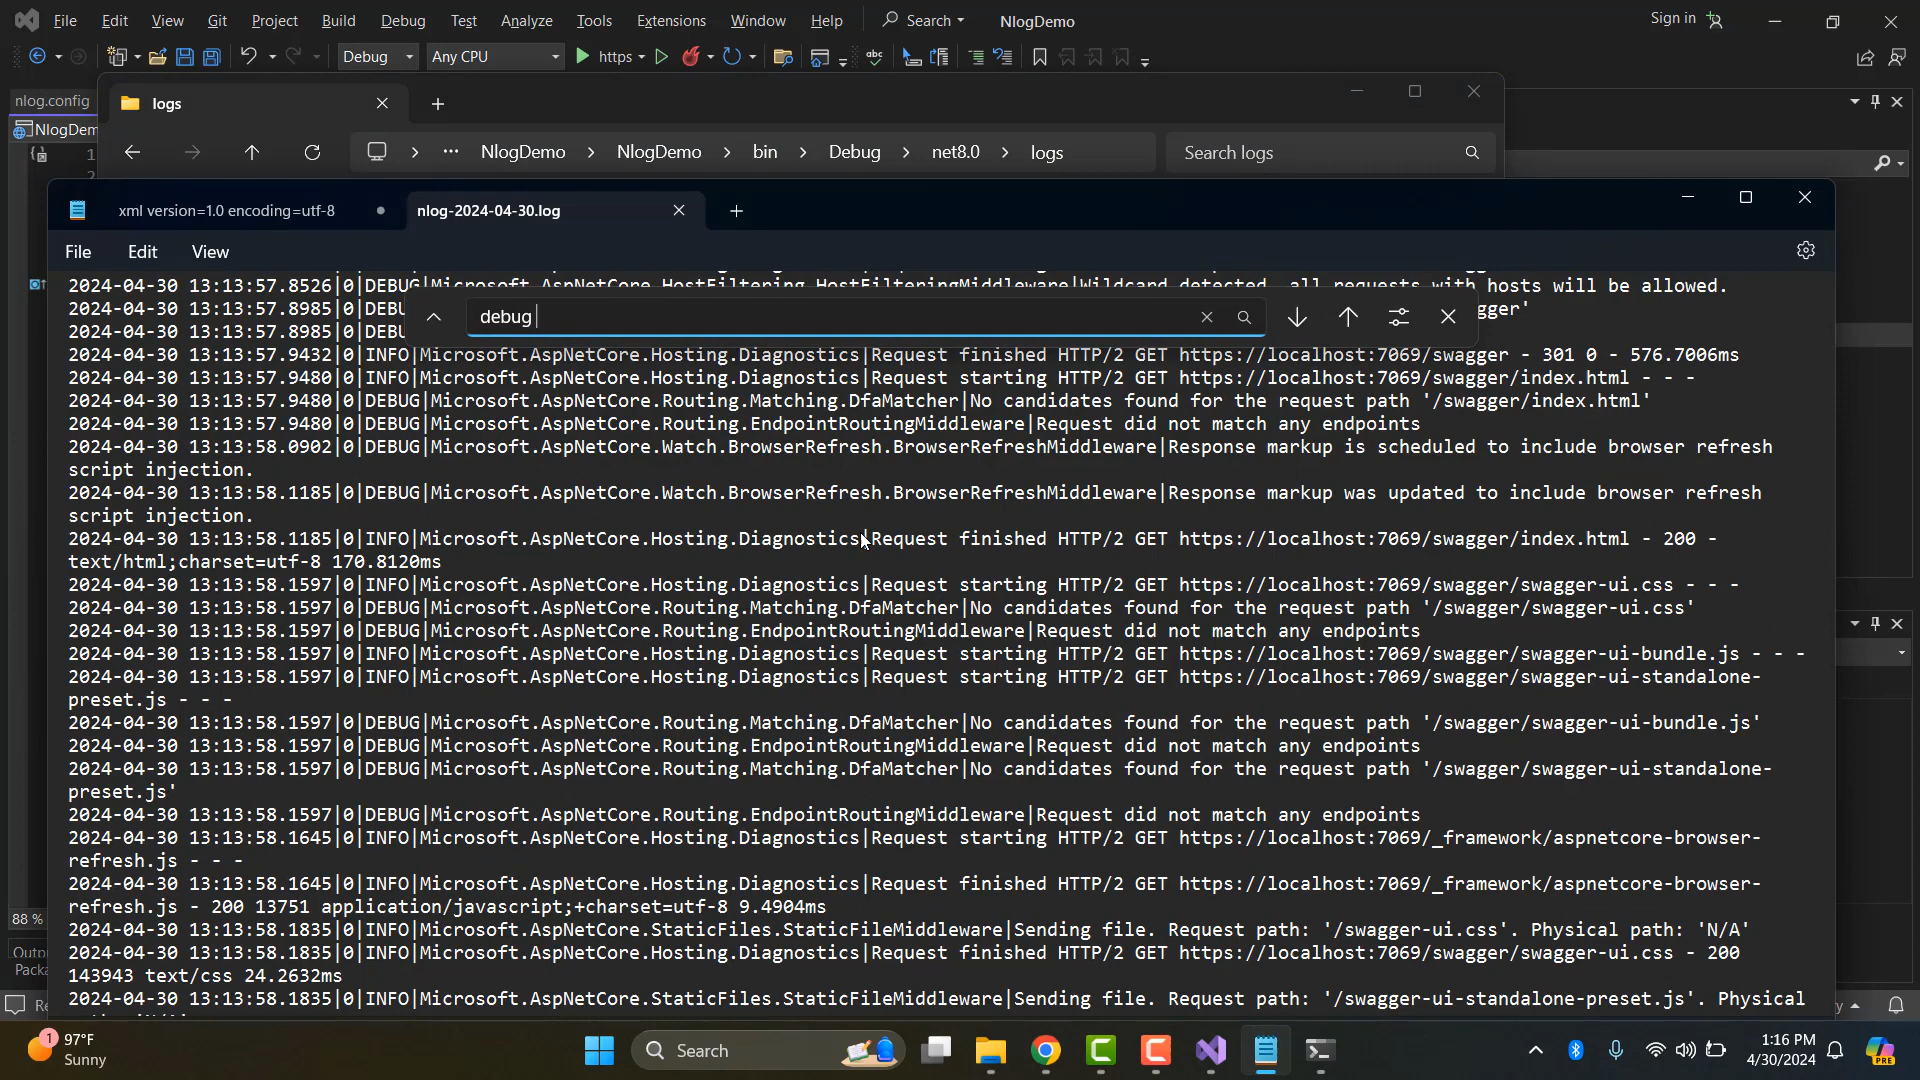 File Edit View Git Project Build Debug Test Analyze Tools Extensions Window Help Search NlogDemo Sign in
Debug Any CPU https
nlog.config logs
NlogDem
1
2
NlogDemo NlogDemo bin Debug net8.0 logs Search logs
xml version=1.0 encoding=utf-8 nlog-2024-04-30.log
File Edit View
2024-04-30 13:13:57.8526|0|DEBUG|Microsoft.AspNetCore.HostFiltering.HostFilteringMiddleware|Wildcard detected, all requests with hosts will be allowed.
2024-04-30 13:13:57.8985|0|DEBU gger'
debug
2024-04-30 13:13:57.8985|0|DEBU
2024-04-30 13:13:57.9432|0|INFO|Microsoft.AspNetCore.Hosting.Diagnostics|Request finished HTTP/2 GET https://localhost:7069/swagger - 301 0 - 576.7006ms
2024-04-30 13:13:57.9480|0|INFO|Microsoft.AspNetCore.Hosting.Diagnostics|Request starting HTTP/2 GET https://localhost:7069/swagger/index.html - - -
2024-04-30 13:13:57.9480|0|DEBUG|Microsoft.AspNetCore.Routing.Matching.DfaMatcher|No candidates found for the request path '/swagger/index.html'
2024-04-30 13:13:57.9480|0|DEBUG|Microsoft.AspNetCore.Routing.EndpointRoutingMiddleware|Request did not match any endpoints
2024-04-30 13:13:58.0902|0|DEBUG|Microsoft.AspNetCore.Watch.BrowserRefresh.BrowserRefreshMiddleware|Response markup is scheduled to include browser refresh
script injection.
2024-04-30 13:13:58.1185|0|DEBUG|Microsoft.AspNetCore.Watch.BrowserRefresh.BrowserRefreshMiddleware|Response markup was updated to include browser refresh
script injection.
2024-04-30 13:13:58.1185|0|INFO|Microsoft.AspNetCore.Hosting.Diagnostics|Request finished HTTP/2 GET https://localhost:7069/swagger/index.html - 200 -
text/html;charset=utf-8 170.8120ms
2024-04-30 13:13:58.1597|0|INFO|Microsoft.AspNetCore.Hosting.Diagnostics|Request starting HTTP/2 GET https://localhost:7069/swagger/swagger-ui.css - - -
2024-04-30 13:13:58.1597|0|DEBUG|Microsoft.AspNetCore.Routing.Matching.DfaMatcher|No candidates found for the request path '/swagger/swagger-ui.css'
2024-04-30 13:13:58.1597|0|DEBUG|Microsoft.AspNetCore.Routing.EndpointRoutingMiddleware|Request did not match any endpoints
2024-04-30 13:13:58.1597|0|INFO|Microsoft.AspNetCore.Hosting.Diagnostics|Request starting HTTP/2 GET https://localhost:7069/swagger/swagger-ui-bundle.js - - -
2024-04-30 13:13:58.1597|0|INFO|Microsoft.AspNetCore.Hosting.Diagnostics|Request starting HTTP/2 GET https://localhost:7069/swagger/swagger-ui-standalone-
preset.js - - -
2024-04-30 13:13:58.1597|0|DEBUG|Microsoft.AspNetCore.Routing.Matching.DfaMatcher|No candidates found for the request path '/swagger/swagger-ui-bundle.js'
2024-04-30 13:13:58.1597|0|DEBUG|Microsoft.AspNetCore.Routing.EndpointRoutingMiddleware|Request did not match any endpoints
2024-04-30 13:13:58.1597|0|DEBUG|Microsoft.AspNetCore.Routing.Matching.DfaMatcher|No candidates found for the request path '/swagger/swagger-ui-standalone-
preset.js'
2024-04-30 13:13:58.1597|0|DEBUG|Microsoft.AspNetCore.Routing.EndpointRoutingMiddleware|Request did not match any endpoints
2024-04-30 13:13:58.1645|0|INFO|Microsoft.AspNetCore.Hosting.Diagnostics|Request starting HTTP/2 GET https://localhost:7069/_framework/aspnetcore-browser-
refresh.js - - -
2024-04-30 13:13:58.1645|0|INFO|Microsoft.AspNetCore.Hosting.Diagnostics|Request finished HTTP/2 GET https://localhost:7069/_framework/aspnetcore-browser-
refresh.js - 200 13751 application/javascript;+charset=utf-8 9.4904ms
88 %
2024-04-30 13:13:58.1835|0|INFO|Microsoft.AspNetCore.StaticFiles.StaticFileMiddleware|Sending file. Request path: '/swagger-ui.css'. Physical path: 'N/A'
2024-04-30 13:13:58.1835|0|INFO|Microsoft.AspNetCore.Hosting.Diagnostics|Request finished HTTP/2 GET https://localhost:7069/swagger/swagger-ui.css - 200
Outpu
143943 text/css 24.2632ms
Packa
2024-04-30 13:13:58.1835|0|INFO|Microsoft.AspNetCore.StaticFiles.StaticFileMiddleware|Sending file. Request path: '/swagger-ui-standalone-preset.js'. Physical
Re y
1 97°F
Sunny
Search
1:16 PM
4/30/2024
PRE